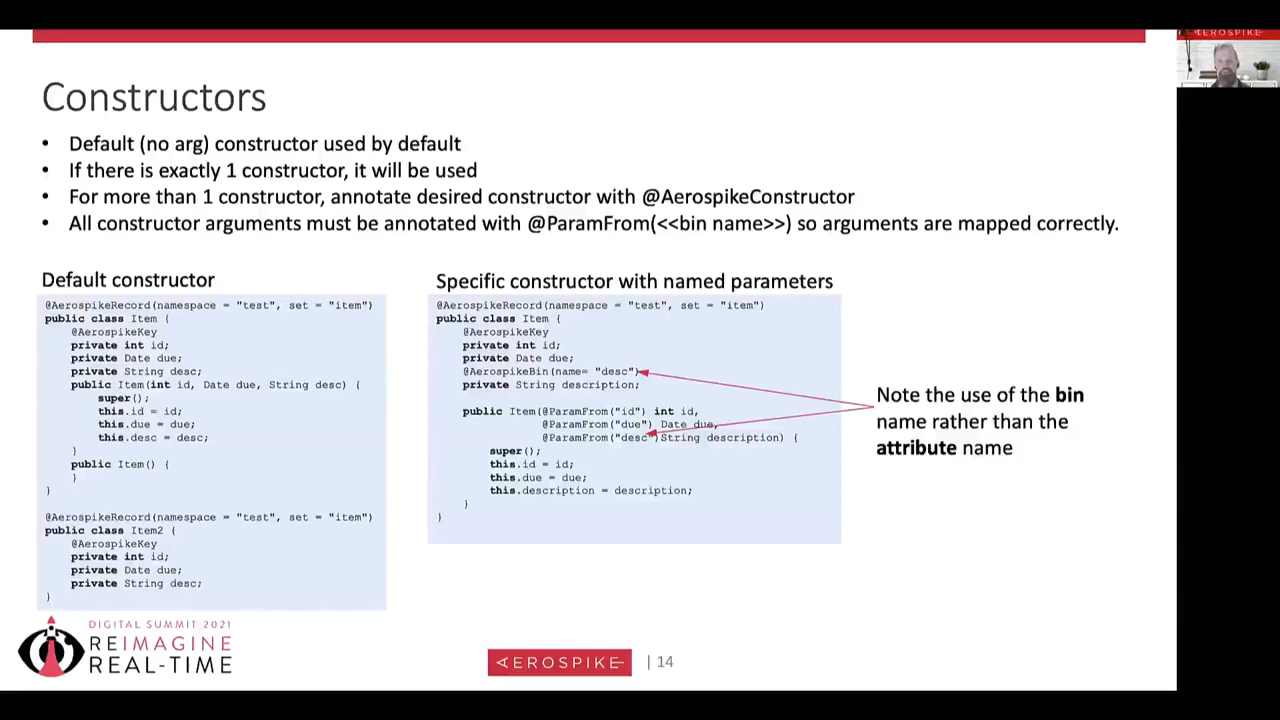 AEROSPIKE
Constructors
• Default (no arg) constructor used by default
• If there is exactly 1 constructor, it will be used
• For more than 1 constructor, annotate desired constructor with @AerospikeConstructor
• All constructor arguments must be annotated with @ParamFrom(<<bin name>>) so arguments are mapped correctly.
Default constructor
@AerospikeRecord(namespace = "test", set = "item")
public class Item {
@AerospikeKey
private int id;
private Date due;
private String desc;
public Item(int id, Date due, String desc) {
super();
this.id = id;
this.due = due;
this.desc = desc;
}
public Item() {
}
}
@AerospikeRecord(namespace = "test", set = "item")
public class Item2 {
@AerospikeKey
private int id;
private Date due;
private String desc;
}
Specific constructor with named parameters
@AerospikeRecord(namespace = "test", set = "item")
public class Item {
@AerospikeKey
private int id;
private Date due;
@AerospikeBin(name= "desc")
private String description;
public Item(@ParamFrom("id") int id,
@ParamFrom("due") Date due,
@ParamFrom("desc") String description) {
super();
this.id = id;
this.due = due;
this.description = description;
}
}
Note the use of the bin
name rather than the
attribute name
DIGITAL SUMMIT 2021
REIMAGINE
REAL-TIME
AEROSPIKE
| 14